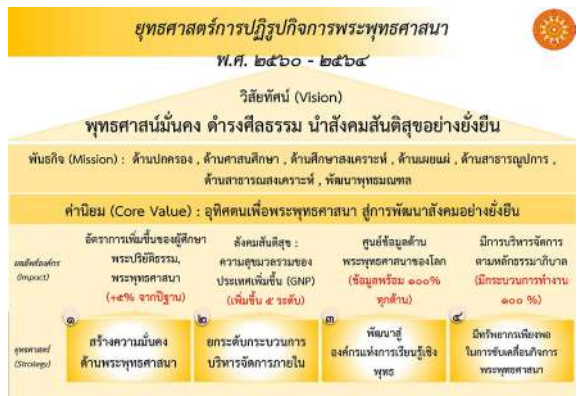 ยุทธศาสตร์การปฏิรูปกิจการพระพุทธศาสนา
พ.ศ. ๒๕๖๐ - ๒๕๖๔
วิสัยทัศน์ (Vision)
พุทธศาสน์มั่นคง ดำรงศีลธรรม นำสังคมสันติสุขอย่างยั่งยืน
พันธกิจ (Mission) : ด้านปกครอง , ด้านศาสนศึกษา , ด้านศึกษาสงเคราะห์ , ด้านเผยแผ่ , ด้านสาธารณูปการ ,
ด้านสาธารณสงเคราะห์ , พัฒนาพุทธมณฑล
ค่านิยม (Core Value) : อุทิศตนเพื่อพระพุทธศาสนา สู่การพัฒนาสังคมอย่างยั่งยืน
ผลลัพธ์องค์กร
(Impact)
อัตราการเพิ่มขึ้นของผู้ศึกษา
พระปริยัติธรรม,
พระพุทธศาสนา
(+๕% จากปีฐาน)
สังคมสันติสุข :
ความสุขมวลรวมของ
ประเทศเพิ่มขึ้น (GNP)
(เพิ่มขึ้น ๕ ระดับ)
ศูนย์ข้อมูลด้าน
พระพุทธศาสนาของโลก
(ข้อมูลพร้อม ๑๐๐%
ทุกด้าน)
มีการบริหารจัดการ
ตามหลักธรรมาภิบาล
(มีกระบวนการทำงาน
๑๐๐ %)
ยุทธศาสตร์
(Strategy)
๑
สร้างความมั่นคง
ด้านพระพุทธศาสนา
๒
ยกระดับกระบวนการ
บริหารจัดการภายใน
๓
พัฒนาสู่
องค์กรแห่งการเรียนรู้เชิง
พุทธ
๔
มีทรัพยากรเพียงพอ
ในการขับเคลื่อนกิจการ
พระพุทธศาสนา